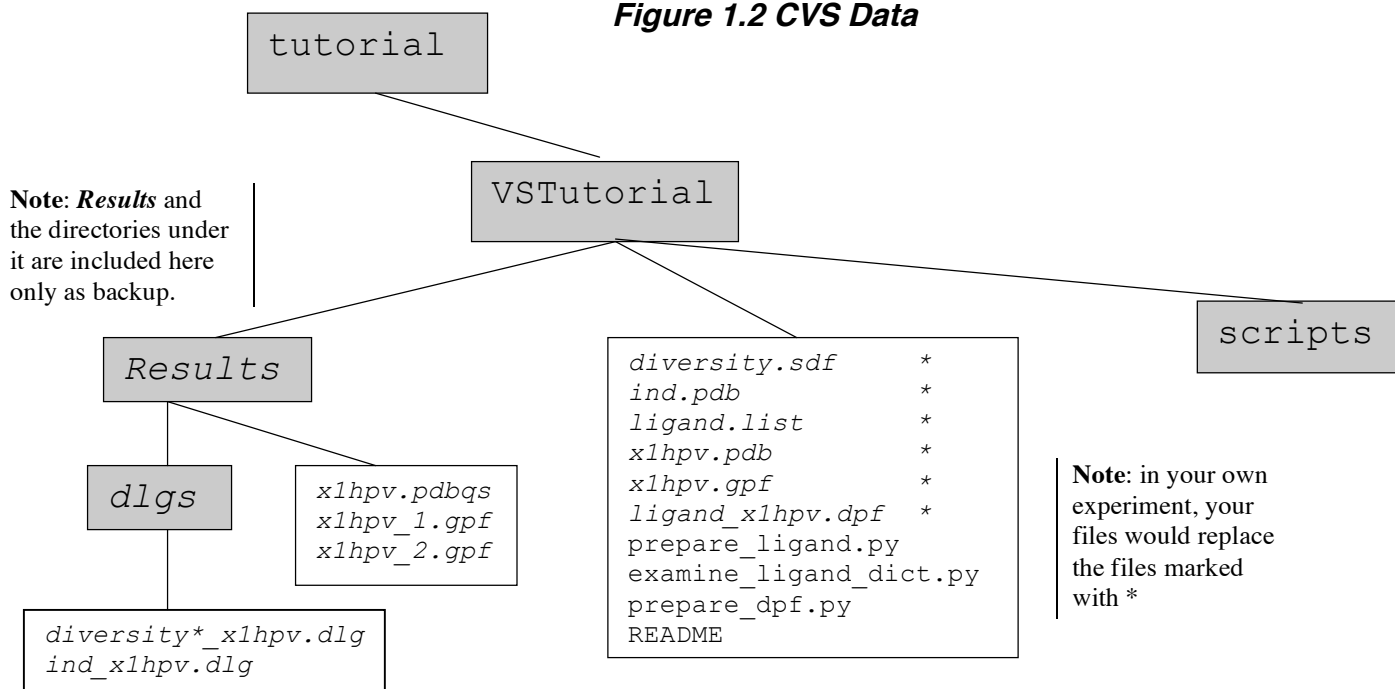 Figure 1.2 CVS Data
tutorial
VSTutorial
Note: Results and
the directories under
it are included here
only as backup.
scripts
Results
diversity.sdf *
ind.pdb *
ligand.list *
x1hpv.pdb *
x1hpv.gpf *
ligand_x1hpv.dpf *
prepare_ligand.py
examine_ligand_dict.py
prepare_dpf.py
README
dlgs
x1hpv.pdbqs
x1hpv_1.gpf
x1hpv_2.gpf
Note: in your own
experiment, your
files would replace
the files marked
with *
diversity*_x1hpv.dlg
ind_x1hpv.dlg